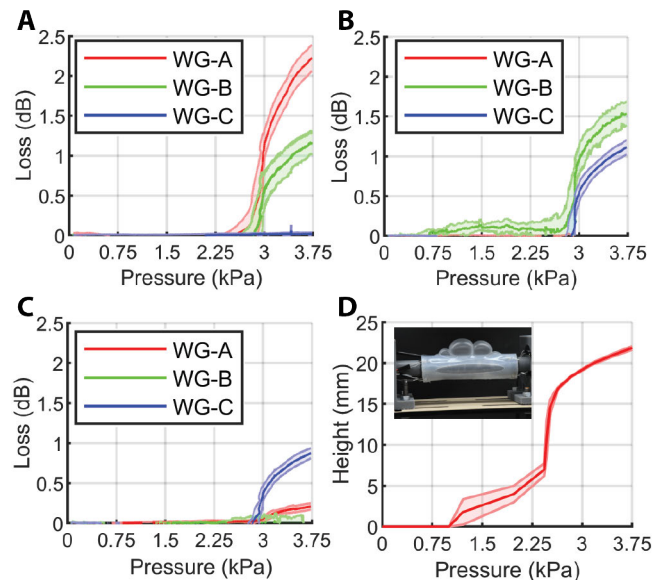 A
2.5
2
1.5
1
0.5
0
Loss (dB)
WG-A
WG-B
WG-C
0 0.75 1.5 2.25 3 3.75
Pressure (kPa)
B
2.5
2
1.5
1
0.5
0
Loss (dB)
WG-A
WG-B
WG-C
0 0.75 1.5 2.25 3 3.75
Pressure (kPa)
C
2.5
2
1.5
1
0.5
0
Loss (dB)
WG-A
WG-B
WG-C
0 0.75 1.5 2.25 3 3.75
Pressure (kPa)
D
25
20
15
10
5
0
Height (mm)
0 0.75 1.5 2.25 3 3.75
Pressure (kPa)